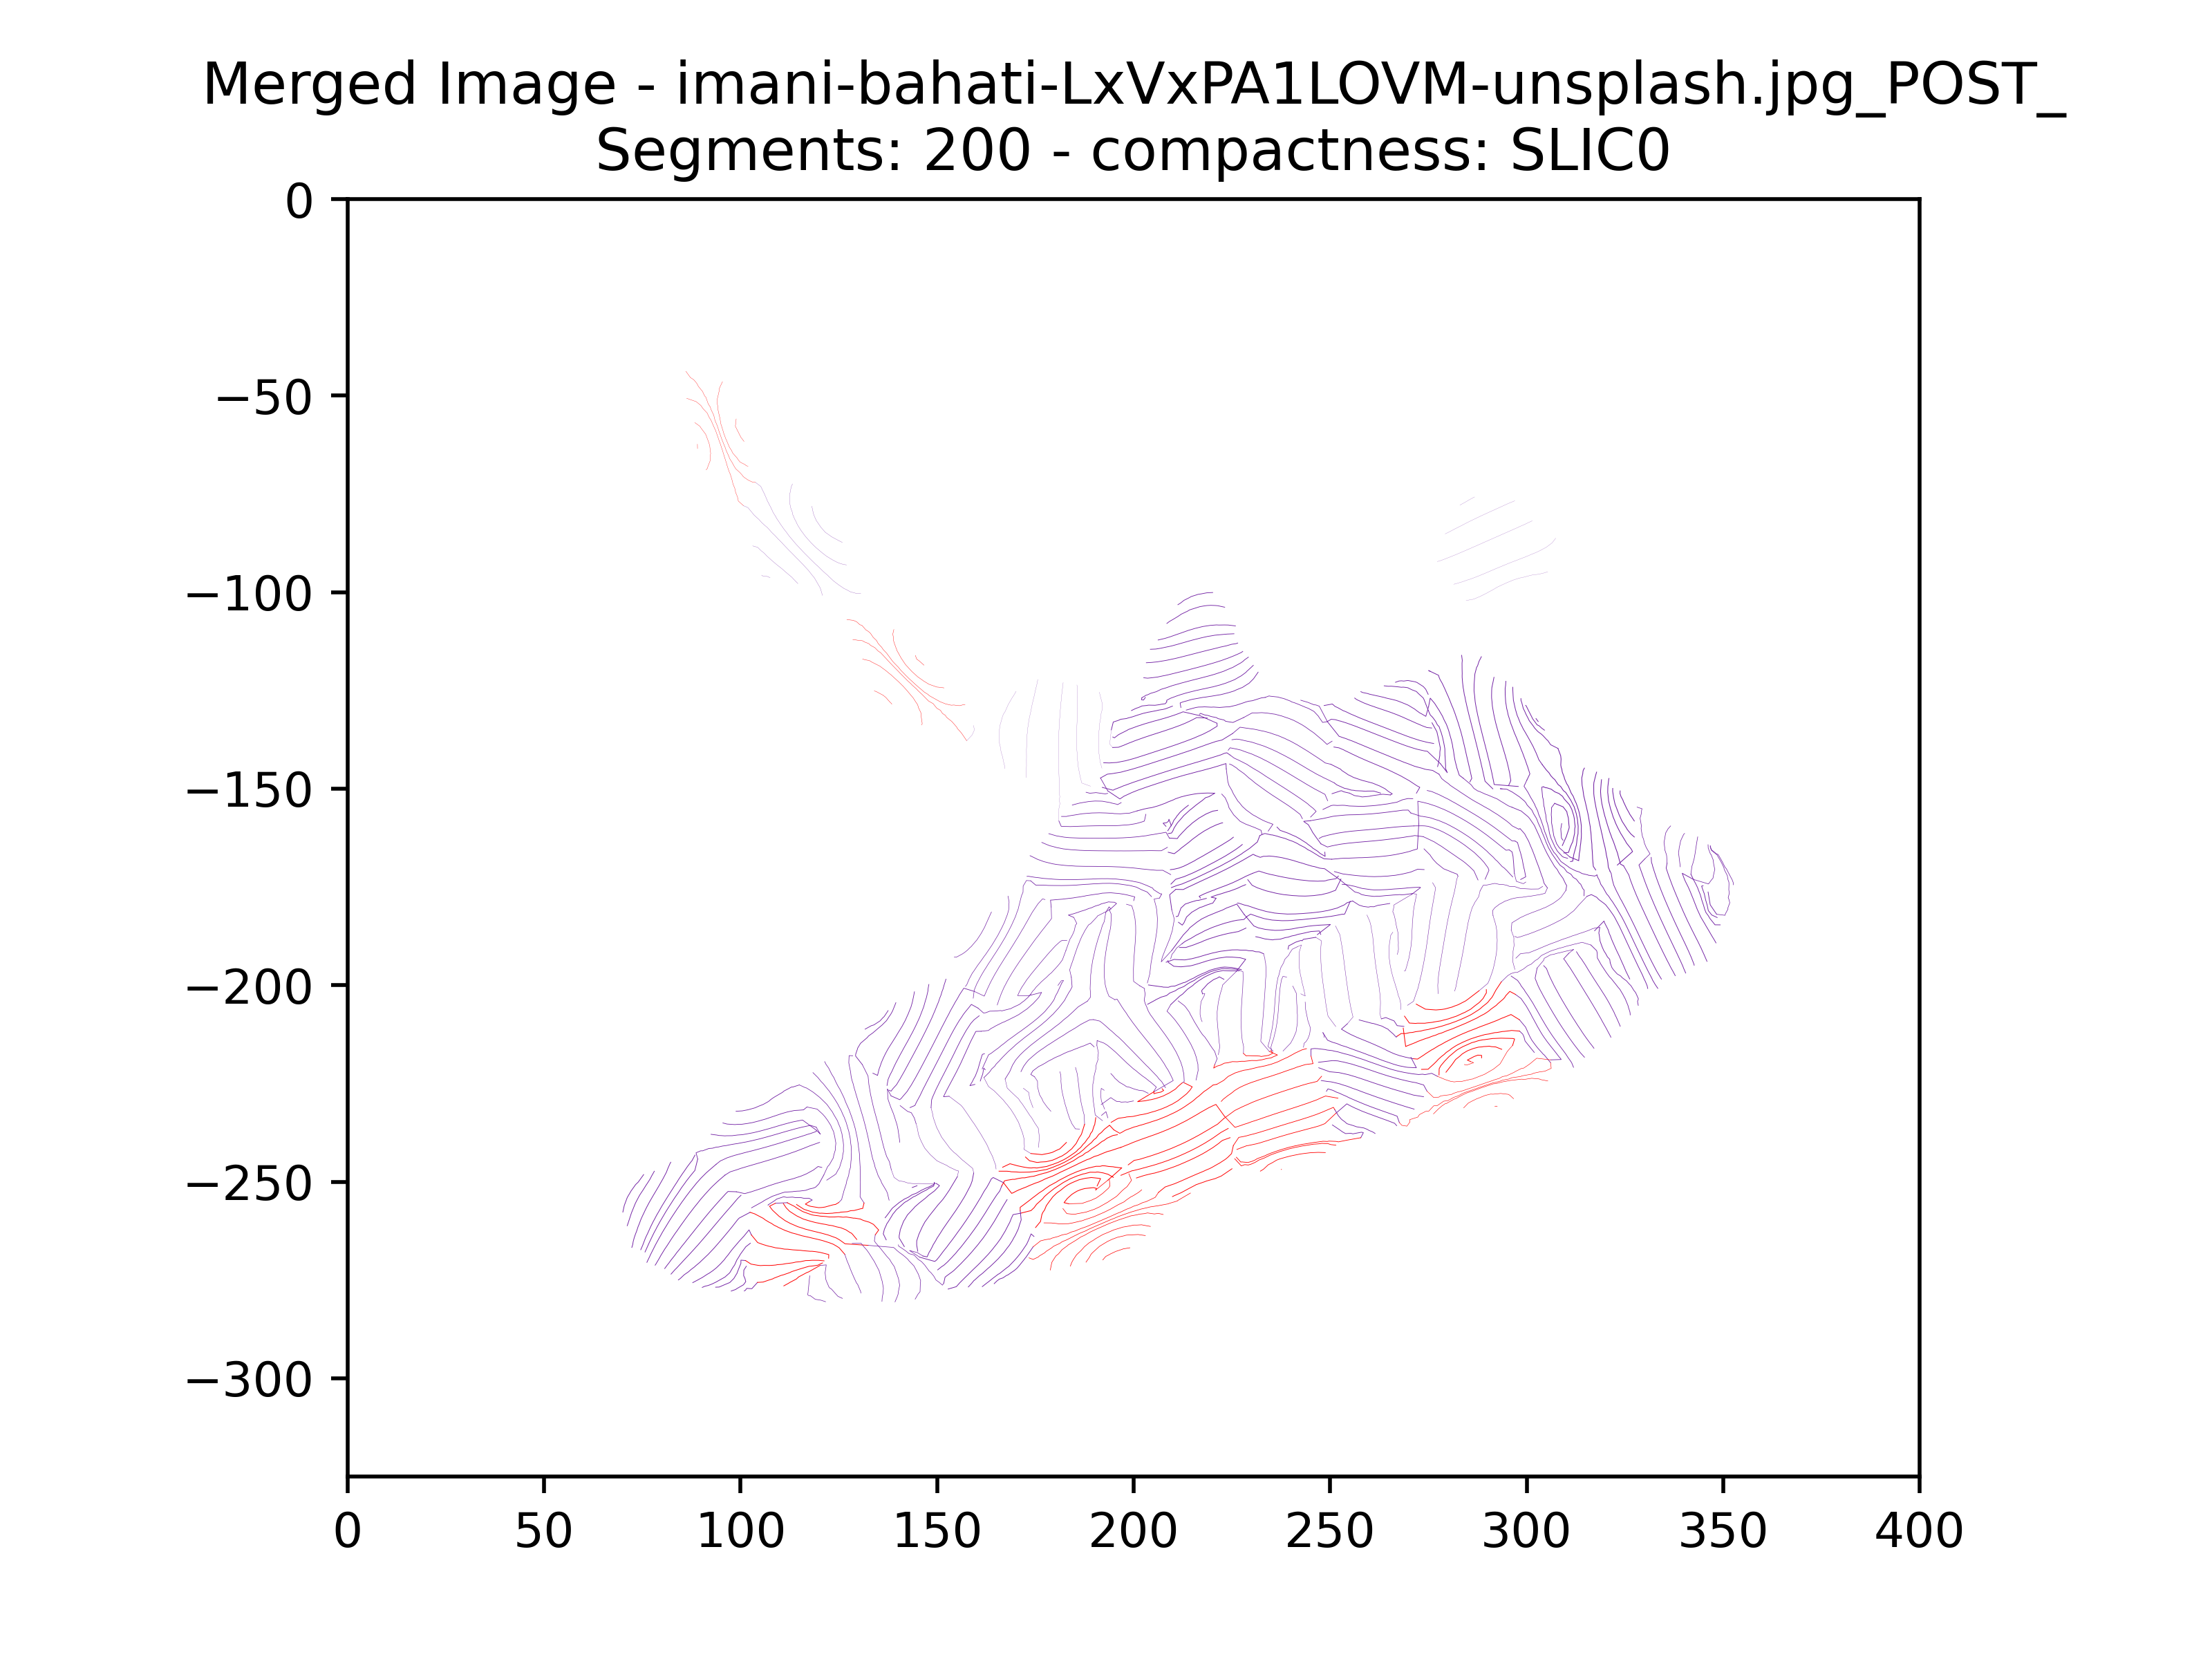 Merged Image - imani-bahati-LxVxPA1LOVM-unsplash.jpg_POST_
Segments: 200 - compactness: SLIC0
0
−50
−100
−150
−200
−250
−300
0 50 100 150 200 250 300 350 400